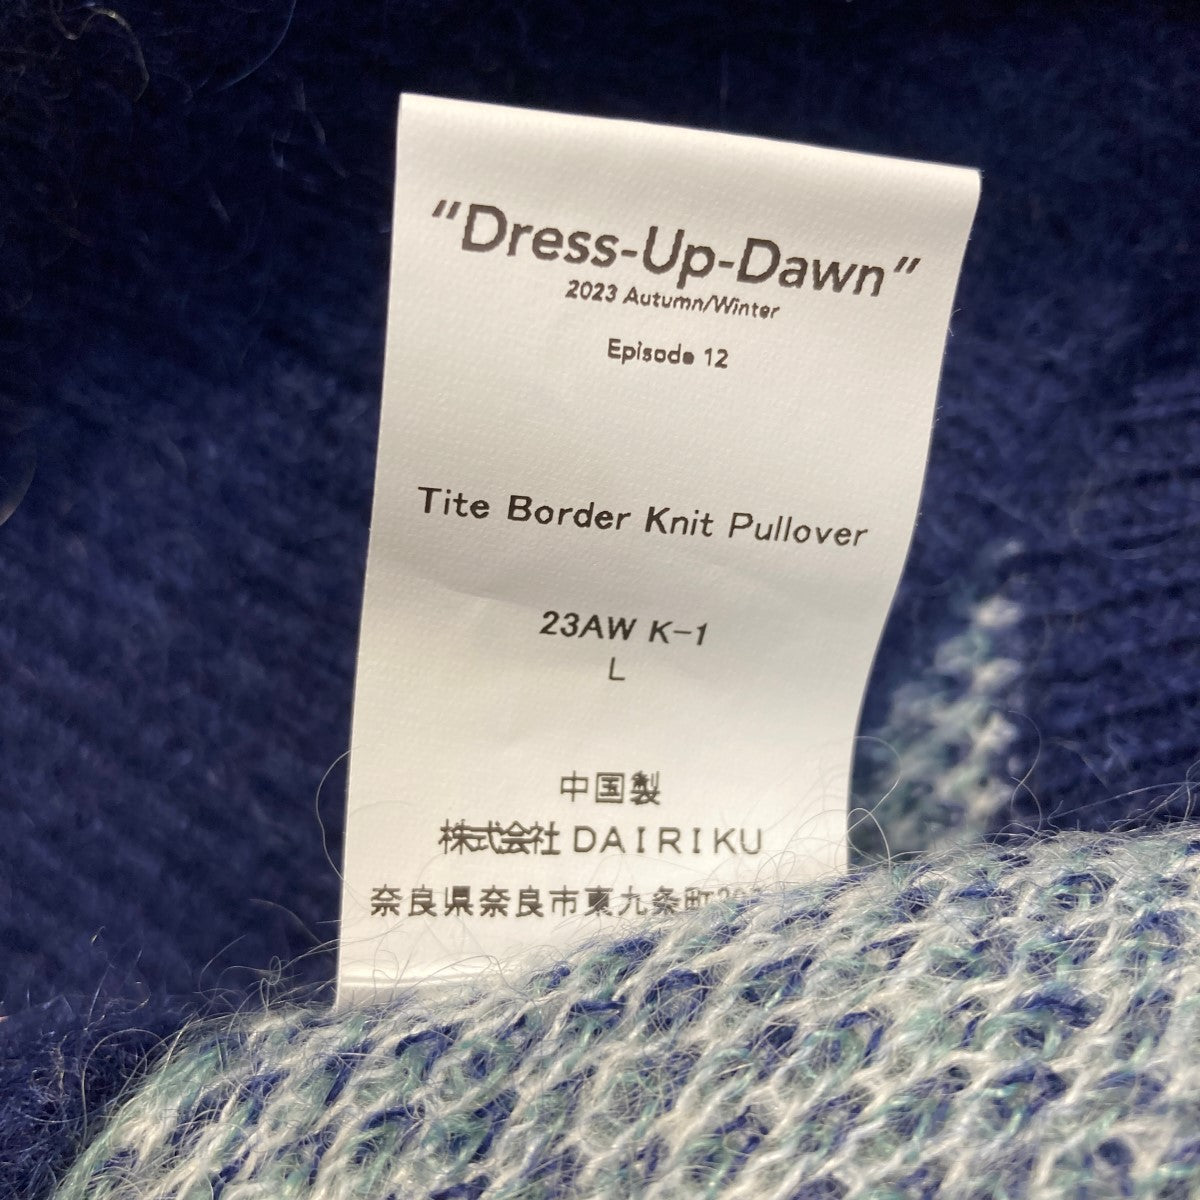 “Dress-Up-Dawn”
2023 Autumn/Winter
Episode 12
Tite Border Knit Pullover
23AW K-1
L
中国製
株式会社 DAIRIKU
奈良県奈良市東九条町